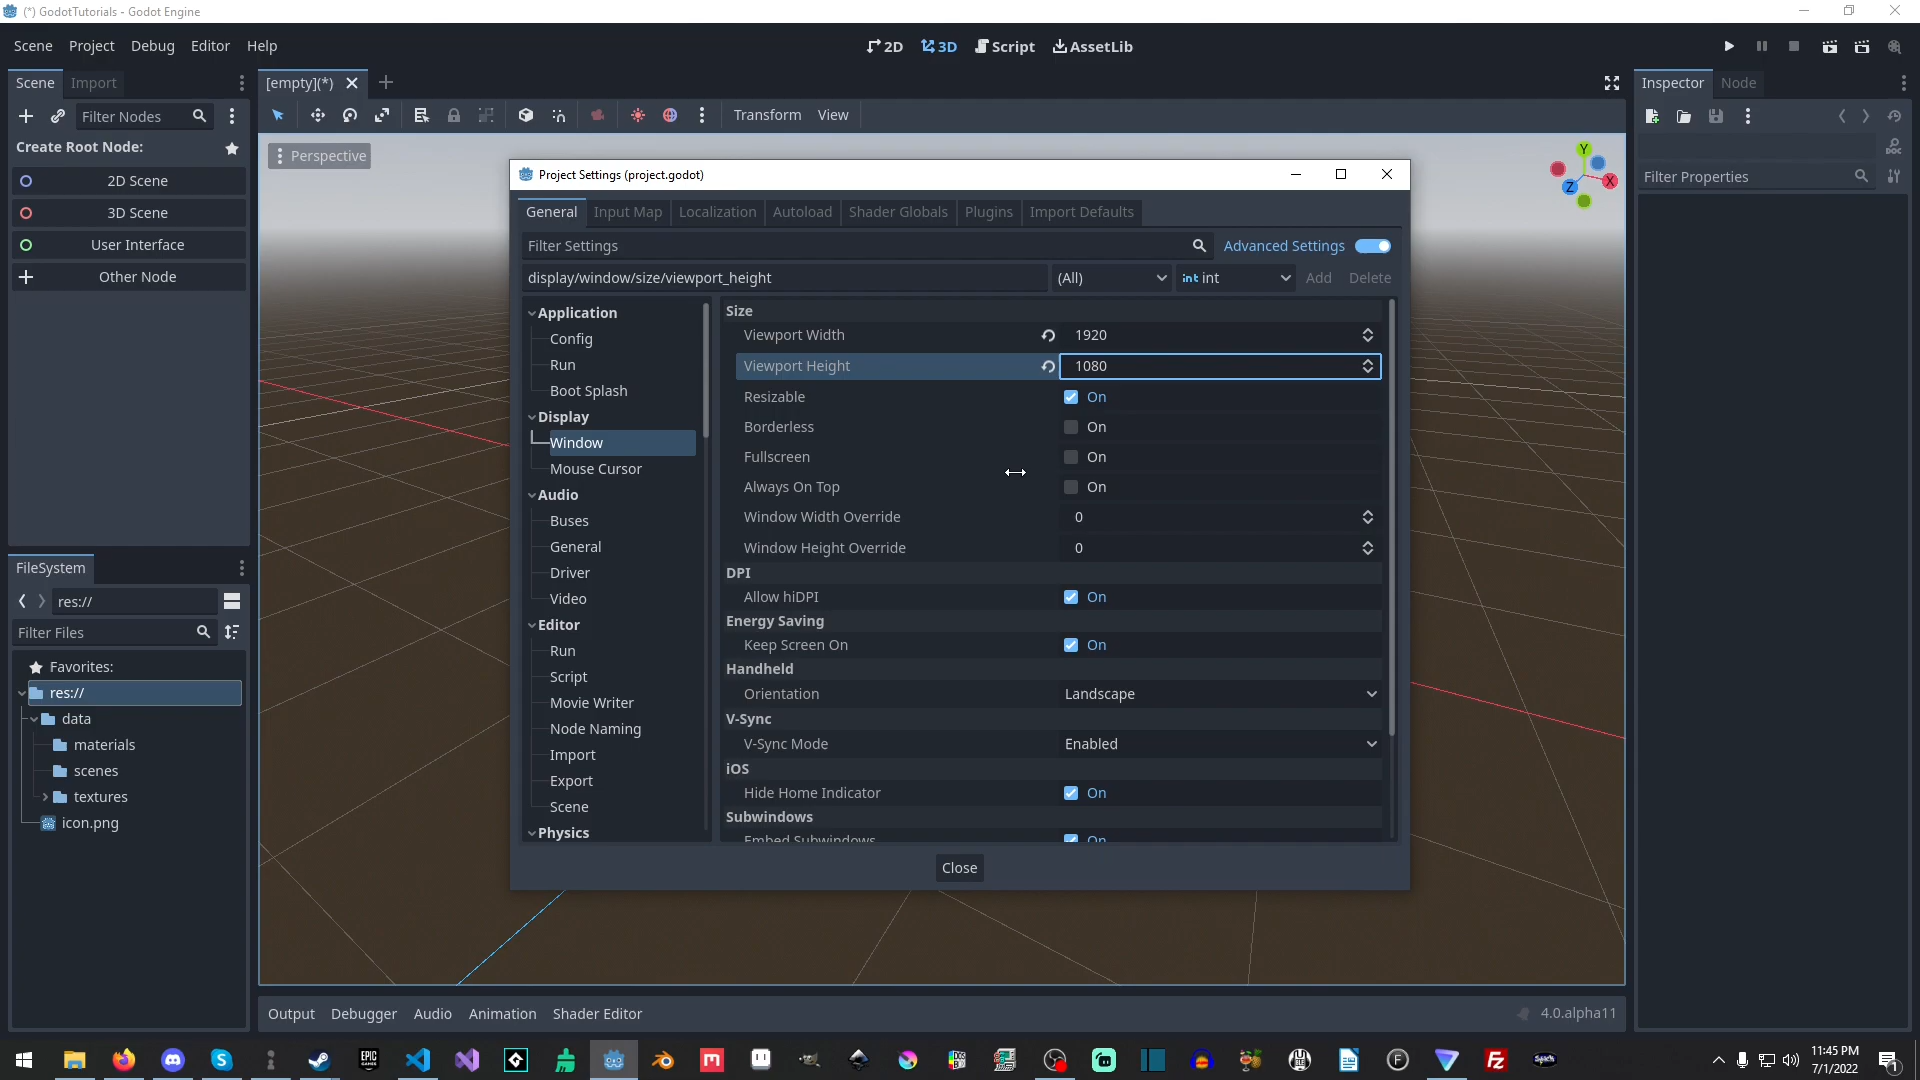 (*) GodotTutorials - Godot Engine
Scene Project Debug Editor Help
2D 3D Script AssetLib
Scene Import
Filter Nodes
Create Root Node:
2D Scene
3D Scene
User Interface
Other Node
FileSystem
res://
Filter Files
Favorites:
res://
data
materials
scenes
textures
icon.png
[empty](*)
Transform View
Perspective
Y
X
Z
Project Settings (project.godot)
General Input Map Localization Autoload Shader Globals Plugins Import Defaults
Filter Settings
Advanced Settings
display/window/size/viewport_height (All) int int Add Delete
Application
Config
Run
Boot Splash
Display
Window
Mouse Cursor
Audio
Buses
General
Driver
Video
Editor
Run
Script
Movie Writer
Node Naming
Import
Export
Scene
Physics
Size
Viewport Width 1920
Viewport Height 1080
Resizable On
Borderless On
Fullscreen On
Always On Top On
Window Width Override 0
Window Height Override 0
DPI
Allow hiDPI On
Energy Saving
Keep Screen On On
Handheld
Orientation Landscape
V-Sync
V-Sync Mode Enabled
iOS
Hide Home Indicator On
Subwindows
Embed Subwindows On
Close
Output Debugger Audio Animation Shader Editor
4.0.alpha11
Inspector Node
DOC
Filter Properties
EPIC
GAMES
11:45 PM
7/1/2022
1